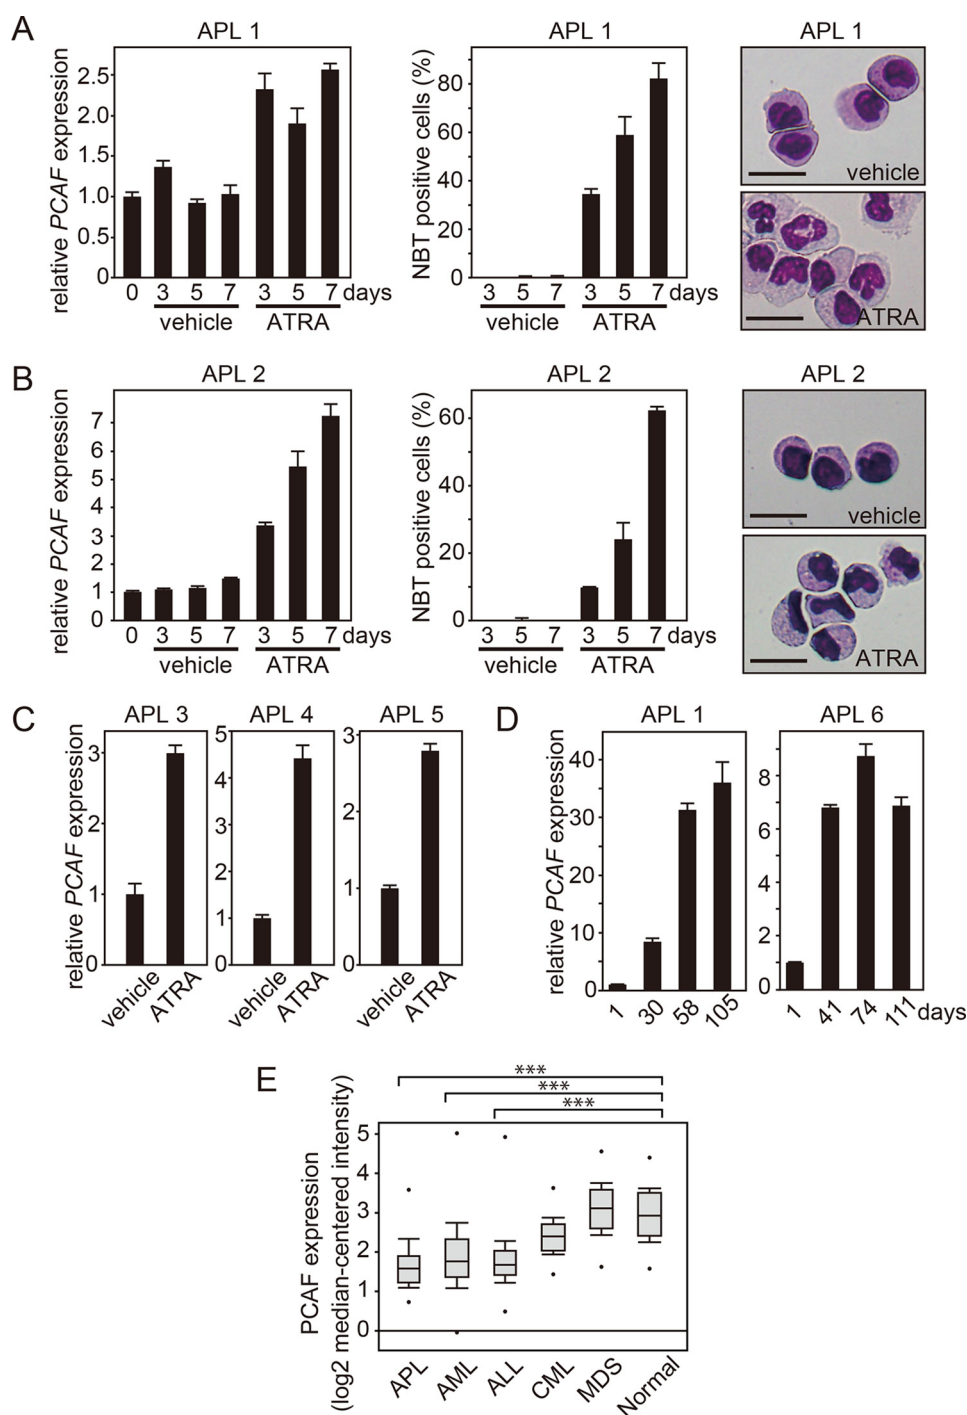 A
APL 1
relative PCAF expression
2.5
2.0
1.5
1.0
0.5
0
0 3 5 7 3 5 7 days
vehicle ATRA
APL 1
NBT positive cells (%)
80
60
40
20
0
3 5 7 3 5 7 days
vehicle ATRA
APL 1
vehicle
ATRA
B
APL 2
relative PCAF expression
7
6
5
4
3
2
1
0
0 3 5 7 3 5 7 days
vehicle ATRA
APL 2
NBT positive cells (%)
60
40
20
0
3 5 7 3 5 7 days
vehicle ATRA
APL 2
vehicle
ATRA
C
relative PCAF expression
APL 3
3
2
1
0
vehicle ATRA
APL 4
5
4
3
2
1
0
vehicle ATRA
APL 5
3
2
1
0
vehicle ATRA
D
relative PCAF expression
APL 1
40
30
20
10
0
1 30 58 105
APL 6
8
6
4
2
0
1 41 74 111 days
E
***
***
***
PCAF expression
(log2 median-centered intensity)
5
4
3
2
1
0
APL AML ALL CML MDS Normal